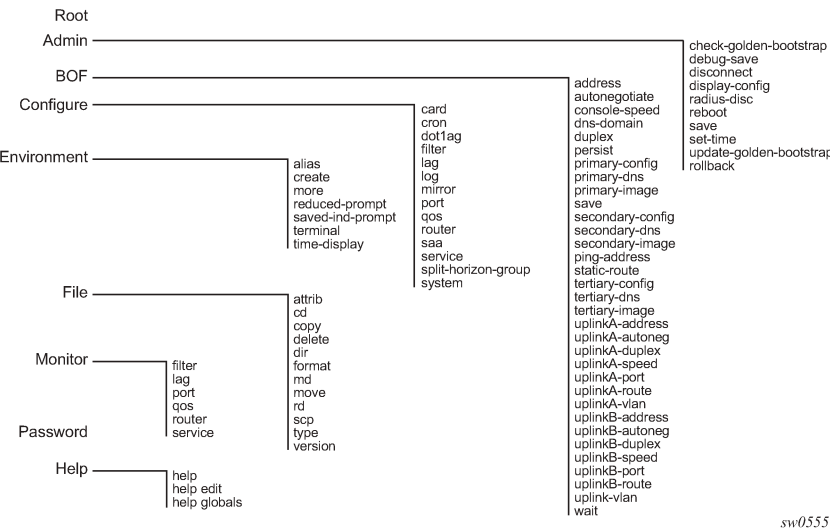 Root
Admin
check-golden-bootstrap
debug-save
disconnect
display-config
radius-disc
reboot
save
set-time
update-golden-bootstrap
rollback
BOF
address
autonegotiate
console-speed
dns-domain
duplex
persist
primary-config
primary-dns
primary-image
save
secondary-config
secondary-dns
secondary-image
ping-address
static-route
tertiary-config
tertiary-dns
tertiary-image
uplinkA-address
uplinkA-autoneg
uplinkA-duplex
uplinkA-speed
uplinkA-port
uplinkA-route
uplinkA-vlan
uplinkB-address
uplinkB-autoneg
uplinkB-duplex
uplinkB-speed
uplinkB-port
uplinkB-route
uplink-vlan
wait
Configure
card
cron
dot1ag
filter
lag
log
mirror
port
qos
router
saa
service
split-horizon-group
system
Environment
alias
create
more
reduced-prompt
saved-ind-prompt
terminal
time-display
File
attrib
cd
copy
delete
dir
format
md
move
rd
scp
type
version
Monitor
filter
lag
port
qos
router
service
Password
Help
help
help edit
help globals
sw0555